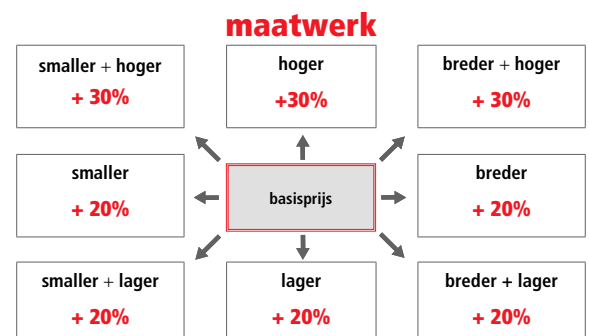 maatwerk
smaller + hoger
+ 30%
hoger
+30%
breder + hoger
+ 30%
smaller
+ 20%
basisprijs
breder
+ 20%
smaller + lager
+ 20%
lager
+ 20%
breder + lager
+ 20%